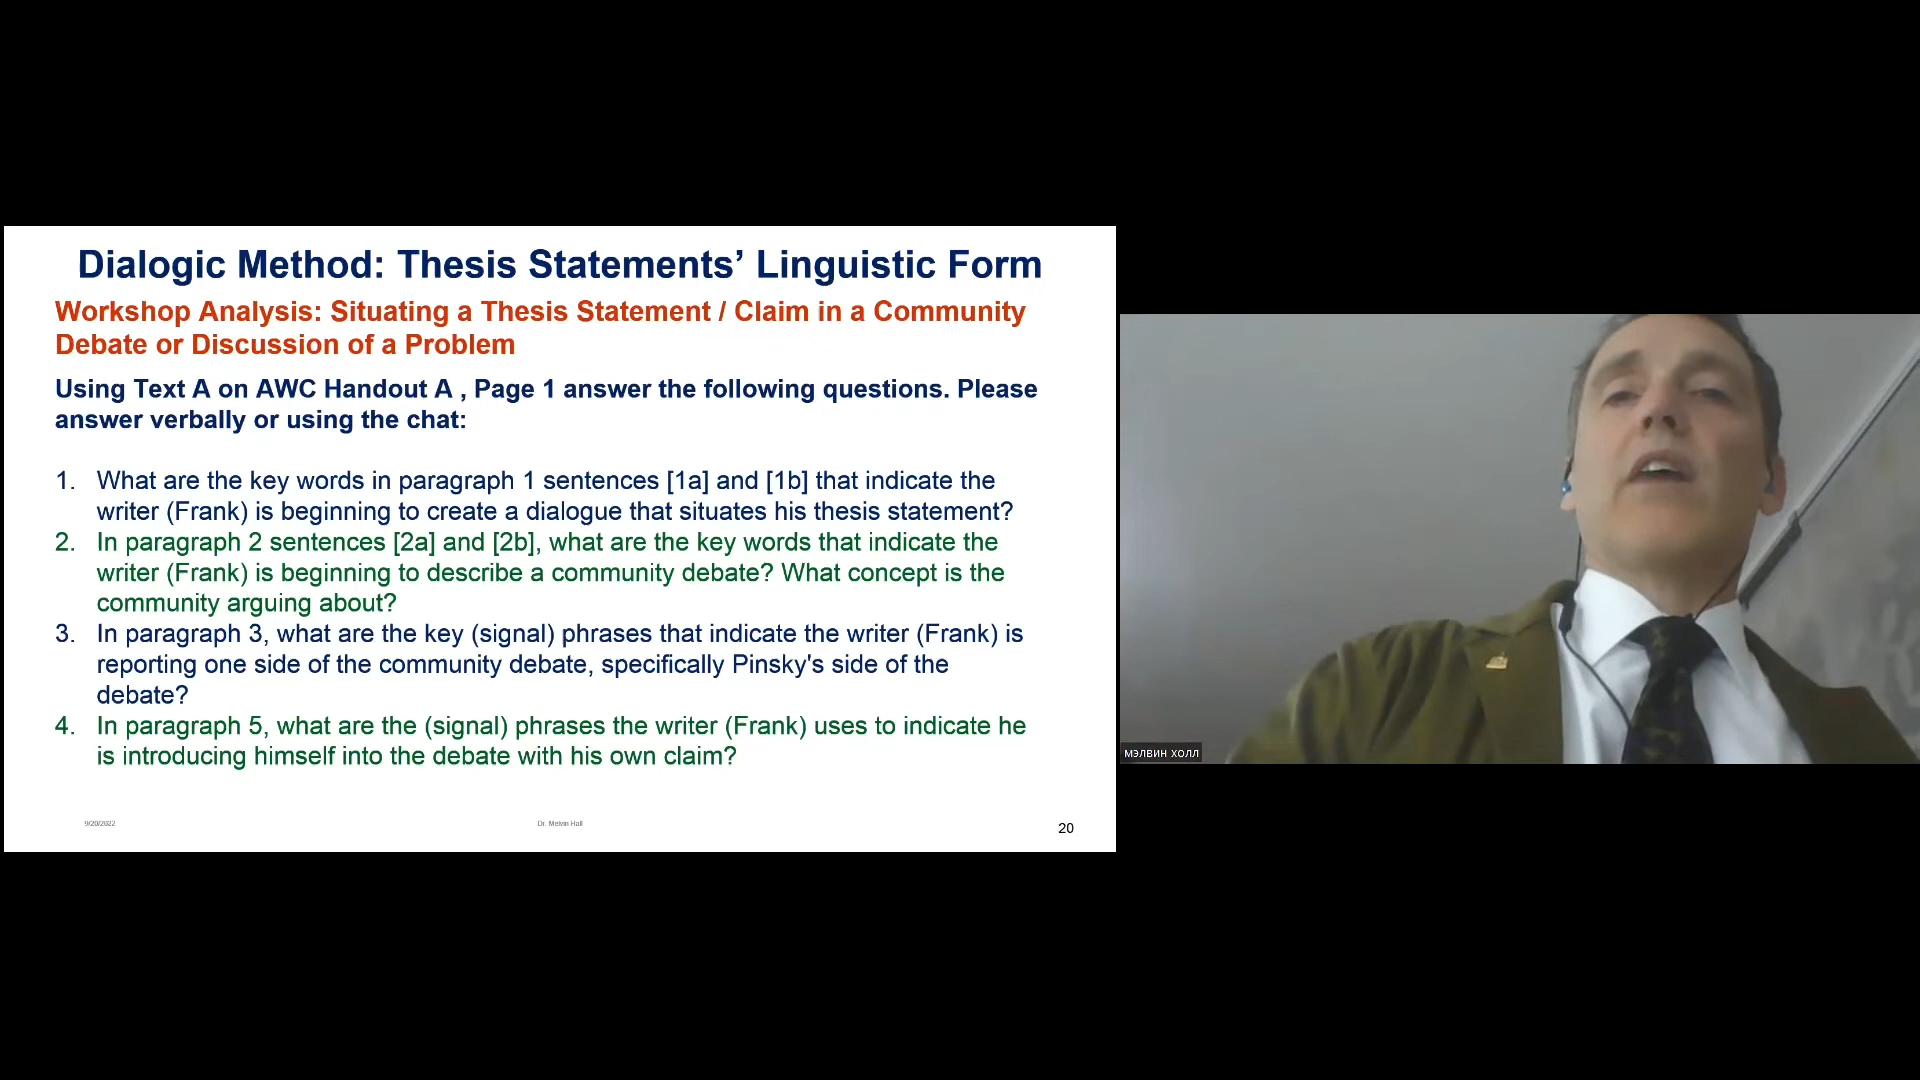 Dialogic Method: Thesis Statements’ Linguistic Form
Workshop Analysis: Situating a Thesis Statement / Claim in a Community
Debate or Discussion of a Problem
Using Text A on AWC Handout A , Page 1 answer the following questions. Please
answer verbally or using the chat:
1. What are the key words in paragraph 1 sentences [1a] and [1b] that indicate the
writer (Frank) is beginning to create a dialogue that situates his thesis statement?
2. In paragraph 2 sentences [2a] and [2b], what are the key words that indicate the
writer (Frank) is beginning to describe a community debate? What concept is the
community arguing about?
3. In paragraph 3, what are the key (signal) phrases that indicate the writer (Frank) is
reporting one side of the community debate, specifically Pinsky's side of the
debate?
4. In paragraph 5, what are the (signal) phrases the writer (Frank) uses to indicate he
is introducing himself into the debate with his own claim?
9/20/2022
Dr. Melvin Hall
20
мэлвин холл